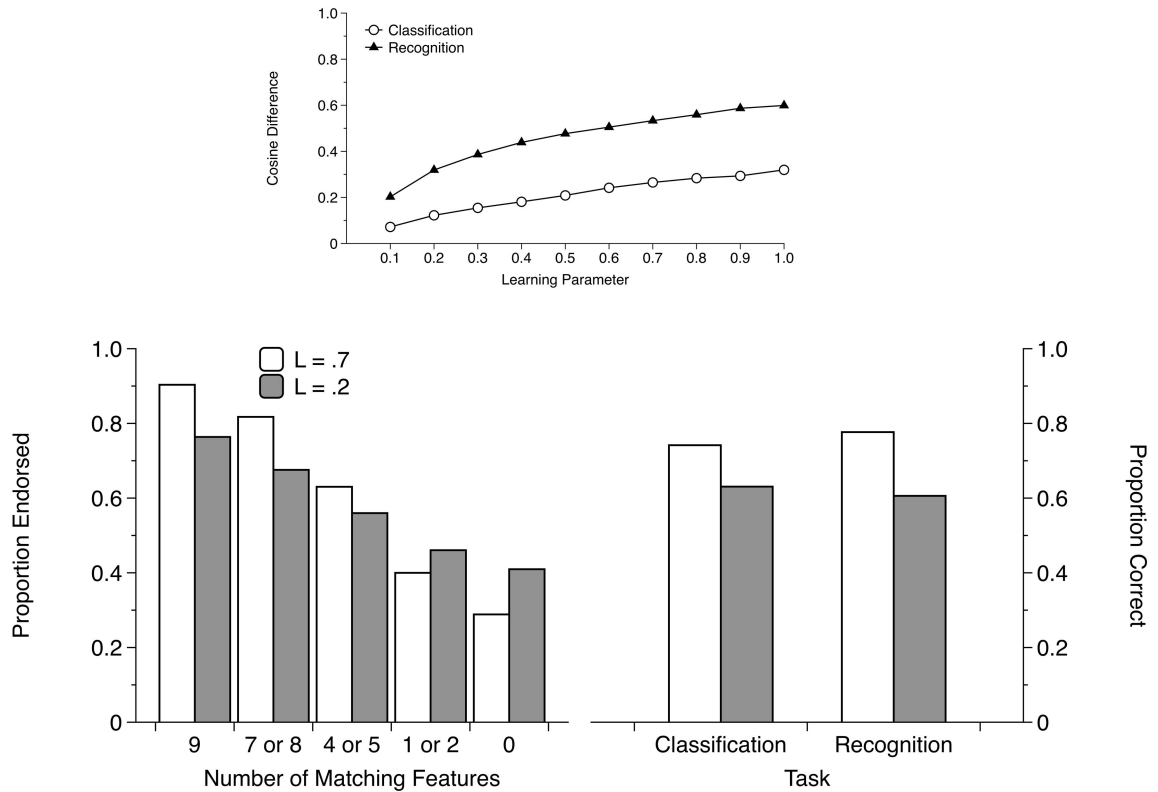 1.0
0.8
0.6
0.4
0.2
0
Cosine Difference
Classification
Recognition
0.1 0.2 0.3 0.4 0.5 0.6 0.7 0.8 0.9 1.0
Learning Parameter
1.0
0.8
0.6
0.4
0.2
0
Proportion Endorsed
L = .7
L = .2
9 7 or 8 4 or 5 1 or 2 0
Number of Matching Features
Classification Recognition
Task
1.0
0.8
0.6
0.4
0.2
0
Proportion Correct